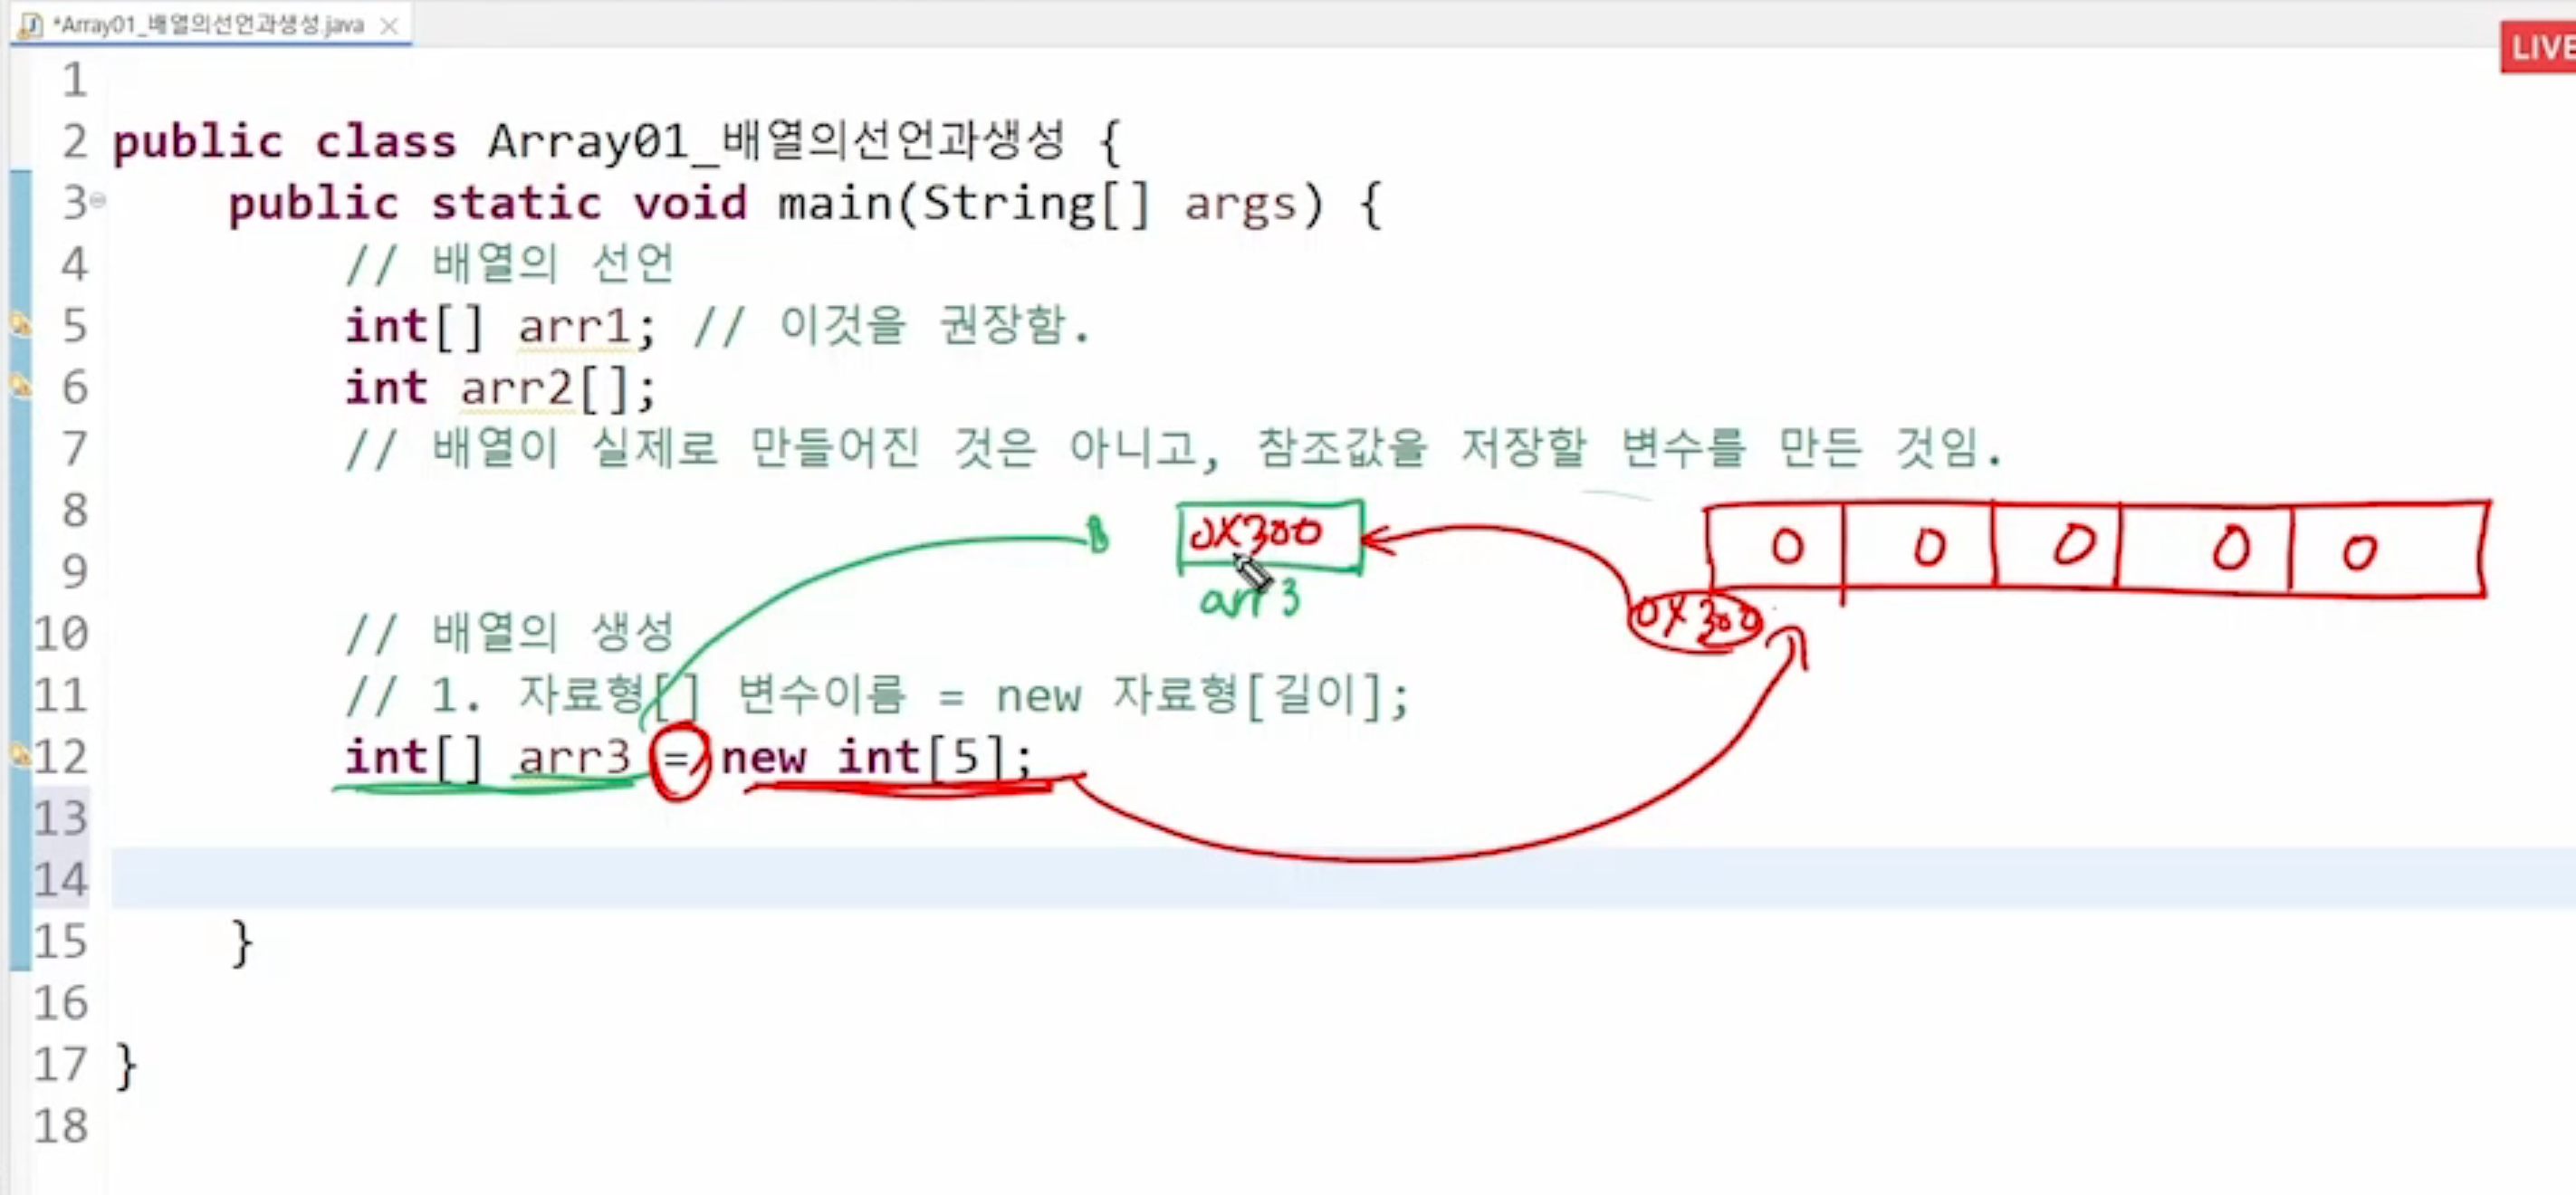 *Array01_배열의선언과생성.java
LIVE
1
2 public class Array01_배열의선언과생성 {
3 public static void main(String[] args) {
4 // 배열의 선언
5 int[] arr1; // 이것을 권장함.
6 int arr2[];
7 // 배열이 실제로 만들어진 것은 아니고, 참조값을 저장할 변수를 만든 것임.
8
0x300 0 0 0 0 0
9
arr3 0x300
10 // 배열의 생성
11 // 1. 자료형[] 변수이름 = new 자료형[길이];
12 int[] arr3 = new int[5];
13
14
15 }
16
17 }
18